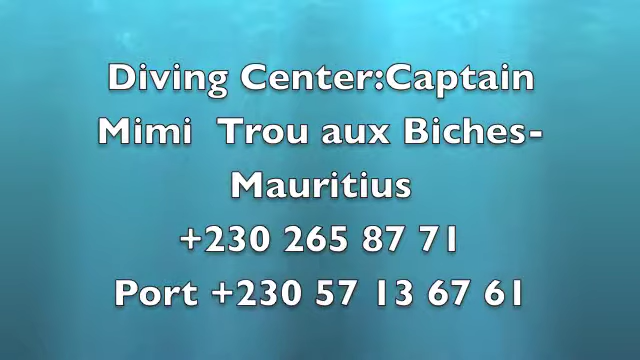 Diving Center:Captain
Mimi  Trou aux Biches-
Mauritius
+230 265 87 71
Port +230 57 13 67 61